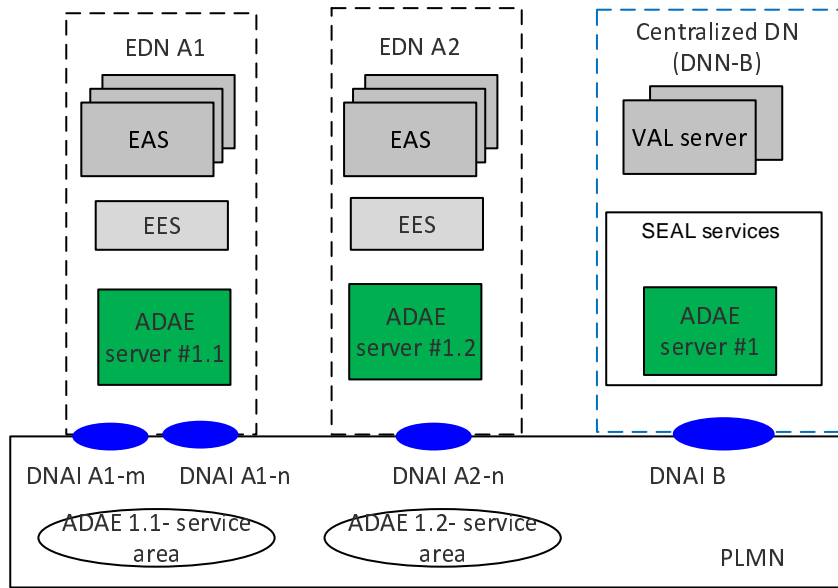 EDN A1
EAS
EES
ADAE
server #1.1
EDN A2
EAS
EES
ADAE
server #1.2
Centralized DN
(DNN-B)
VAL server
SEAL services
ADAE
server #1
DNAI A1-m
DNAI A1-n
DNAI A2-n
DNAI B
ADAE 1.1- service
area
ADAE 1.2- service
area
PLMN